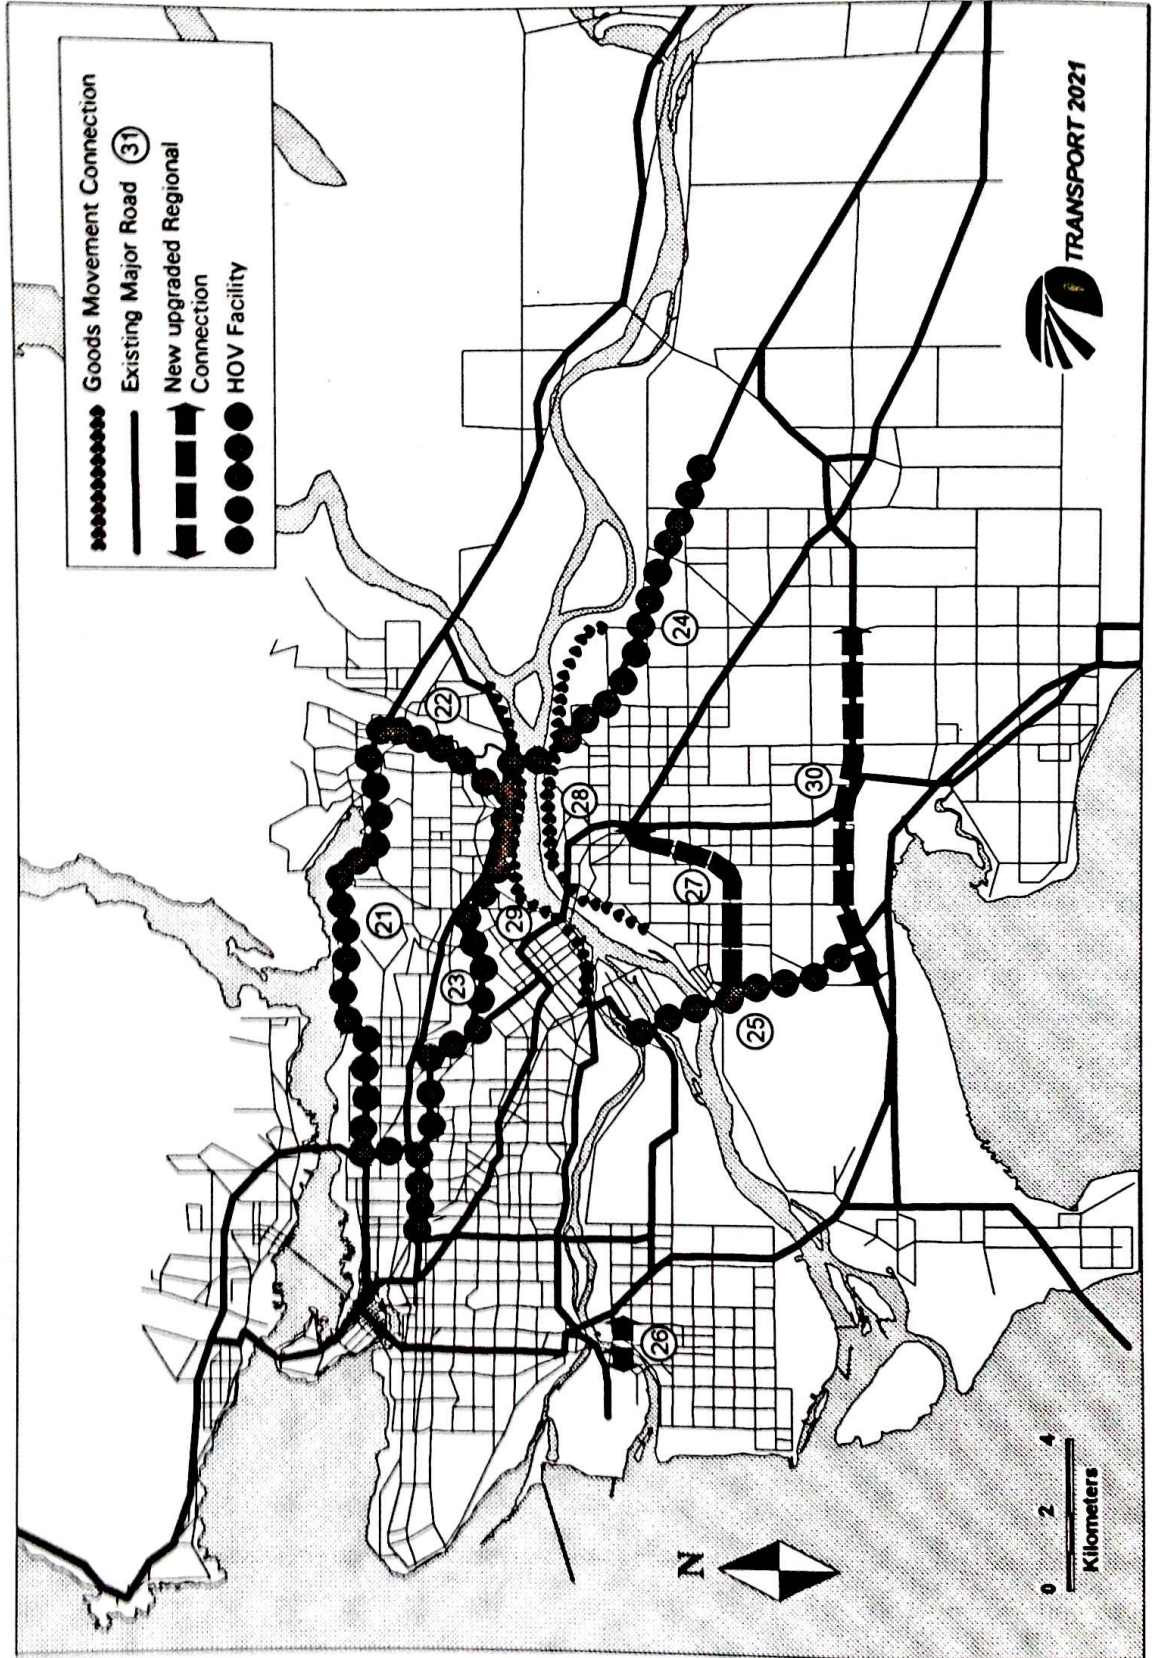 Goods Movement Connection
Existing Major Road 31
New upgraded Regional
Connection
HOV Facility
21
22
23
24
25
26
27
28
29
30
N
0 2 4
Kilometers
TRANSPORT 2021